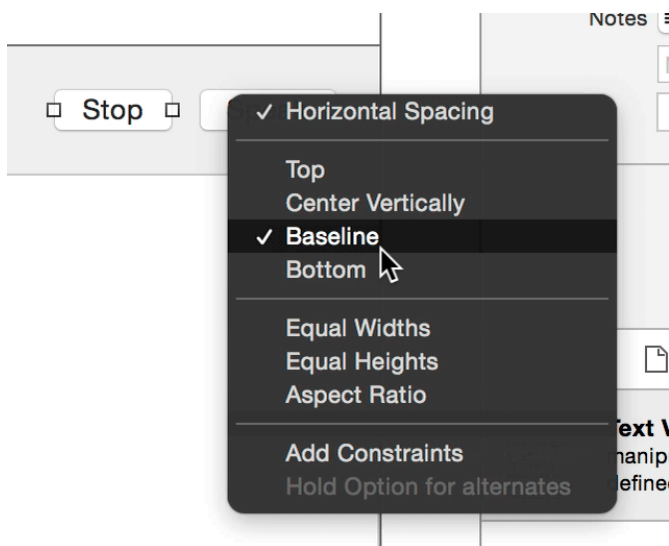 Notes
Stop
Horizontal Spacing
Top
Center Vertically
Baseline
Bottom
Equal Widths
Equal Heights
Aspect Ratio
Add Constraints
Hold Option for alternates